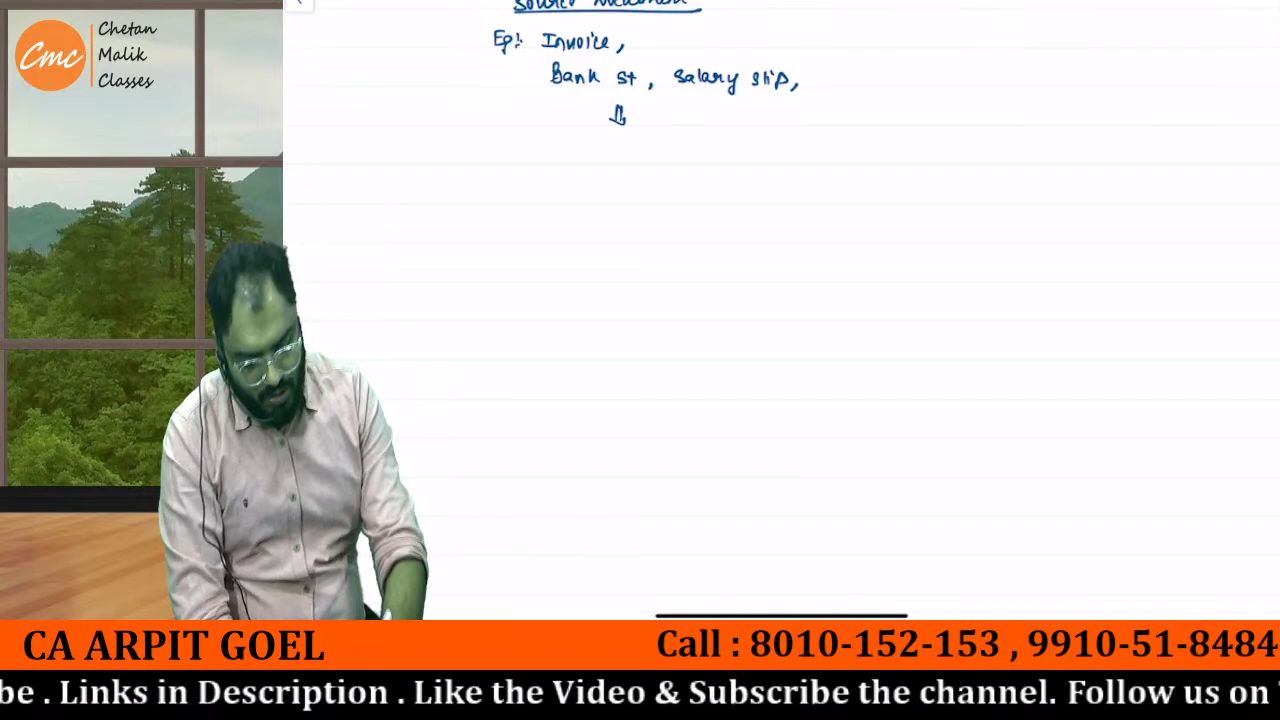 Cmc
Chetan
Malik
Classes
Eg:- Invoice,
Bank st, salary slip,
CA ARPIT GOEL
Call : 8010-152-153 , 9910-51-8484
be . Links in Description . Like the Video & Subscribe the channel. Follow us on